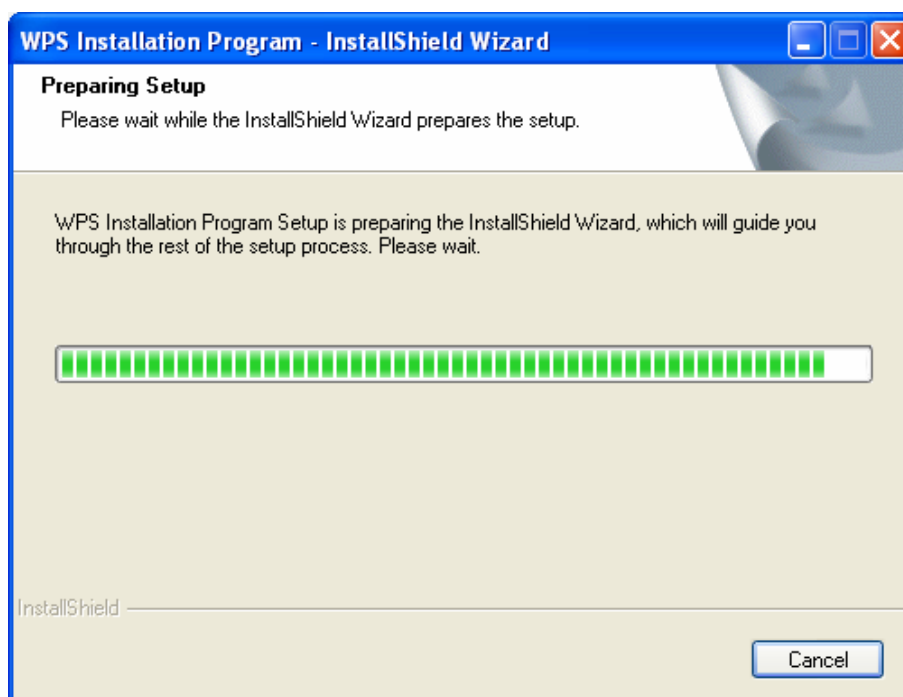 WPS Installation Program - InstallShield Wizard
Preparing Setup
Please wait while the InstallShield Wizard prepares the setup.
WPS Installation Program Setup is preparing the InstallShield Wizard, which will guide you
through the rest of the setup process. Please wait.
InstallShield
Cancel